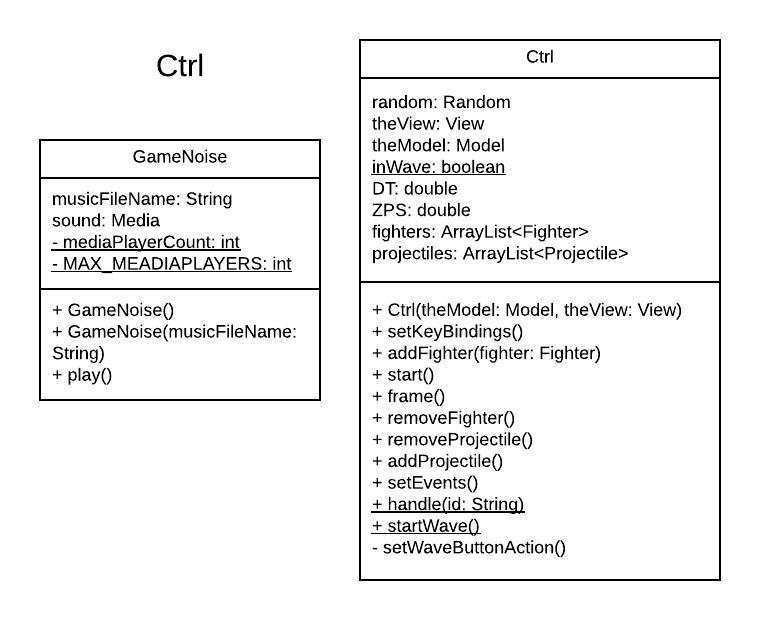 Ctrl
GameNoise
musicFileName: String
sound: Media
- mediaPlayerCount: int
- MAX_MEADIAPLAYERS: int
+ GameNoise()
+ GameNoise(musicFileName:
String)
+ play()
Ctrl
random: Random
theView: View
theModel: Model
inWave: boolean
DT: double
ZPS: double
fighters: ArrayList<Fighter>
projectiles: ArrayList<Projectile>
+ Ctrl(theModel: Model, theView: View)
+ setKeyBindings()
+ addFighter(fighter: Fighter)
+ start()
+ frame()
+ removeFighter()
+ removeProjectile()
+ addProjectile()
+ setEvents()
+ handle(id: String)
+ startWave()
- setWaveButtonAction()